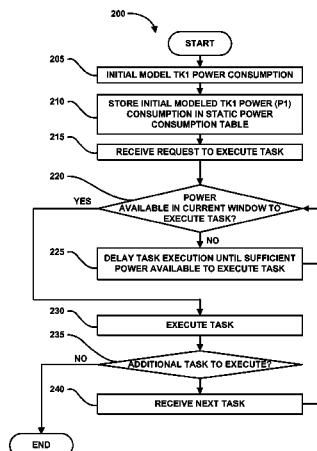 200
START
205
INITIAL MODEL TK1 POWER CONSUMPTION
210
STORE INITIAL MODELED TK1 POWER (P1)
CONSUMPTION IN STATIC POWER
CONSUMPTION TABLE
215
RECEIVE REQUEST TO EXECUTE TASK
220
POWER
AVAILABLE IN CURRENT WINDOW TO
EXECUTE TASK?
YES
NO
225
DELAY TASK EXECUTION UNTIL SUFFICIENT
POWER AVAILABLE TO EXECUTE TASK
230
EXECUTE TASK
235
NO
ADDITIONAL TASK TO EXECUTE?
240
RECEIVE NEXT TASK
END